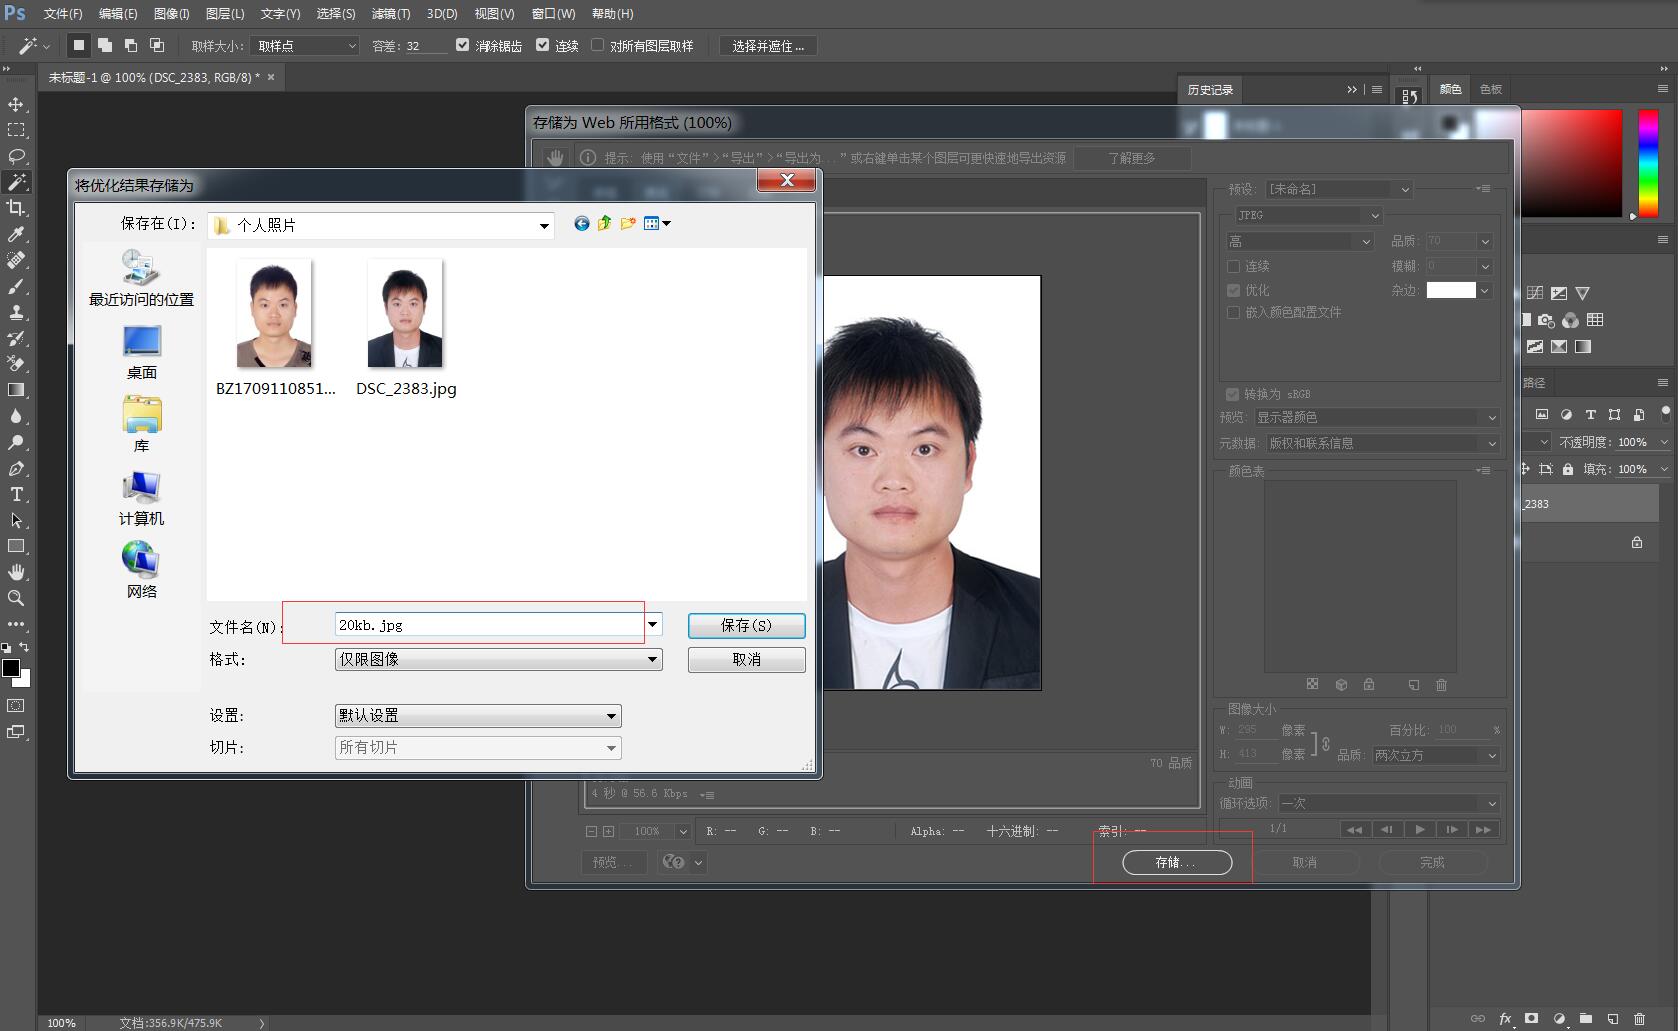 Ps 文件(F) 编辑(E) 图像(I) 图层(L) 文字(Y) 选择(S) 滤镜(T) 3D(D) 视图(V) 窗口(W) 帮助(H)
取样大小: 取样点 容差: 32 消除锯齿 连续 对所有图层取样 选择并遮住 ...
未标题-1 @ 100% (DSC_2383, RGB/8) * ×
历史记录 颜色 色板
存储为 Web 所用格式 (100%)
提示: 使用 “文件” > “导出” > “导出为...” 或右键单击某个图层可更快速地导出资源 了解更多
将优化结果存储为
保存在(I): 个人照片
最近访问的位置
桌面
库
计算机
网络
BZ1709110851... DSC_2383.jpg
文件名(N): 20kb.jpg 保存(S)
格式: 仅限图像 取消
设置: 默认设置
切片: 所有切片
预设: [未命名]
JPEG
高 品质: 70
连续 模糊: 0
优化 杂边:
嵌入颜色配置文件
转换为 sRGB
预览: 显示器颜色
元数据: 版权和联系信息
颜色表
图像大小
W: 295 像素 百分比: 100 %
H: 413 像素 品质: 两次立方
动画
循环选项: 一次
1/1
70 品质
4 秒 @ 56.6 Kbps
100% R: -- G: -- B: -- Alpha: -- 十六进制: -- 索引: --
预览... 存储... 取消 完成
路径
不透明度: 100%
填充: 100%
_2383
100% 文档:356.9K/475.9K
fx